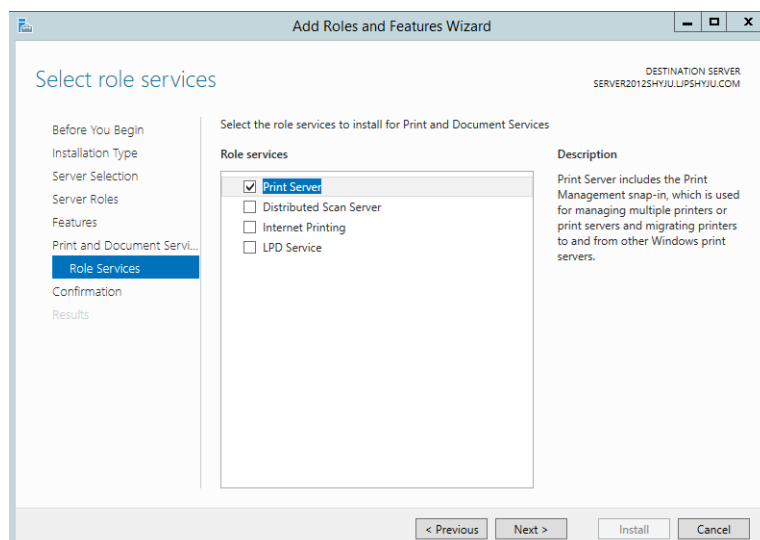 Add Roles and Features Wizard
Select role services
DESTINATION SERVER
SERVER2012SHYJU.LJPSHYJU.COM
Before You Begin
Installation Type
Server Selection
Server Roles
Features
Print and Document Servi...
Role Services
Confirmation
Results
Select the role services to install for Print and Document Services
Role services
Print Server
Distributed Scan Server
Internet Printing
LPD Service
Description
Print Server includes the Print
Management snap-in, which is used
for managing multiple printers or
print servers and migrating printers
to and from other Windows print
servers.
< Previous
Next >
Install
Cancel